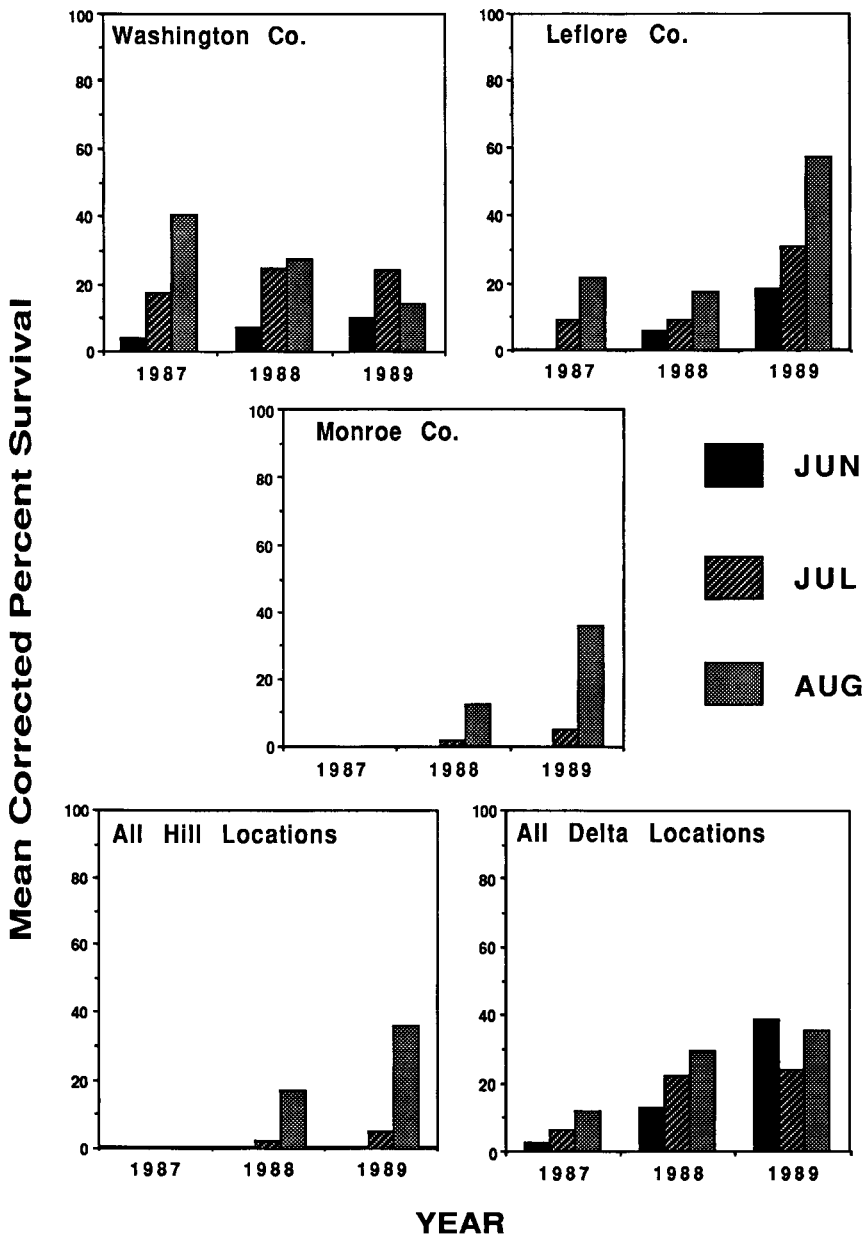 Mean Corrected Percent Survival
Washington Co.
100
80
60
40
20
0
1987 1988 1989
Leflore Co.
100
80
60
40
20
0
1987 1988 1989
Monroe Co.
100
80
60
40
20
0
1987 1988 1989
JUN
JUL
AUG
All Hill Locations
100
80
60
40
20
0
1987 1988 1989
All Delta Locations
100
80
60
40
20
0
1987 1988 1989
YEAR